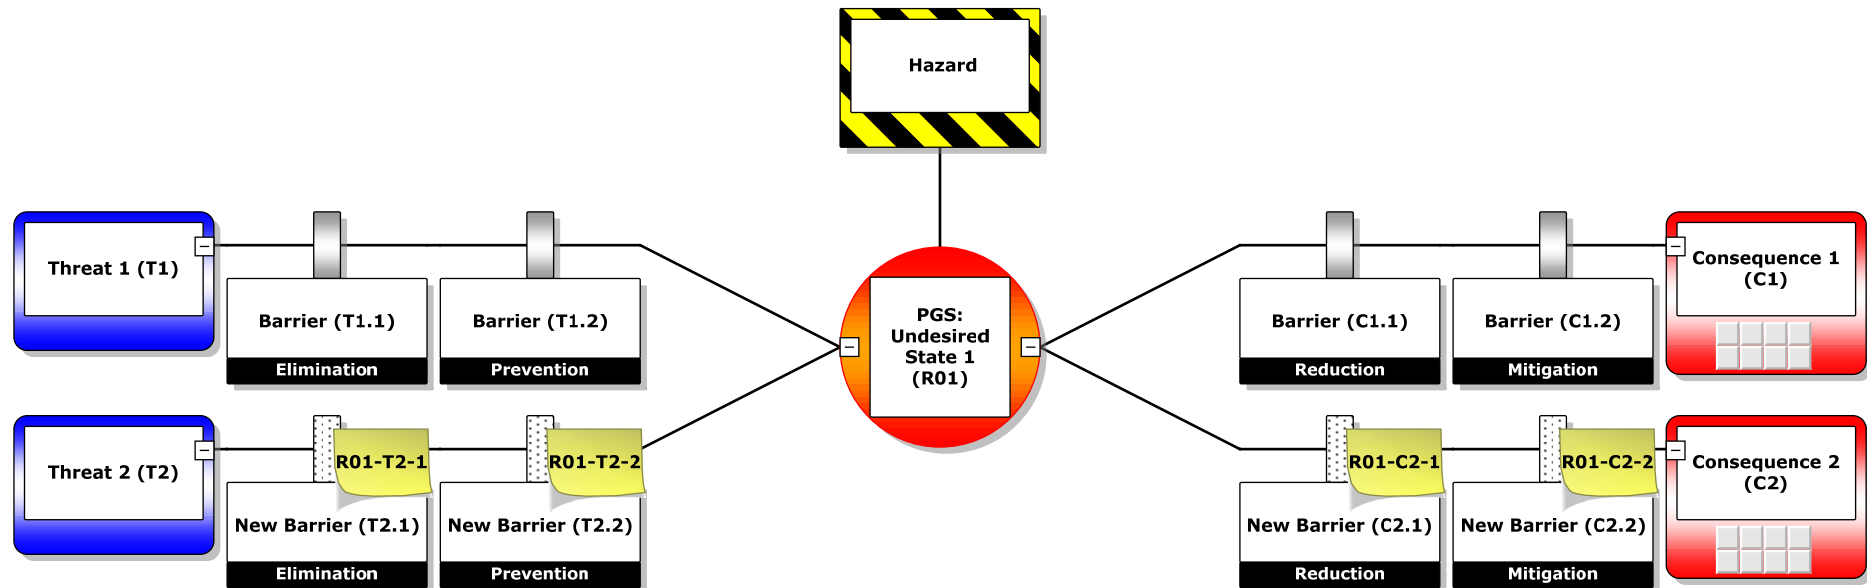 Hazard
Threat 1 (T1)
Barrier (T1.1)
Elimination
Barrier (T1.2)
Prevention
PGS:
Undesired
State 1
(R01)
Barrier (C1.1)
Reduction
Barrier (C1.2)
Mitigation
Consequence 1
(C1)
Threat 2 (T2)
R01-T2-1
New Barrier (T2.1)
Elimination
R01-T2-2
New Barrier (T2.2)
Prevention
R01-C2-1
New Barrier (C2.1)
Reduction
R01-C2-2
New Barrier (C2.2)
Mitigation
Consequence 2
(C2)